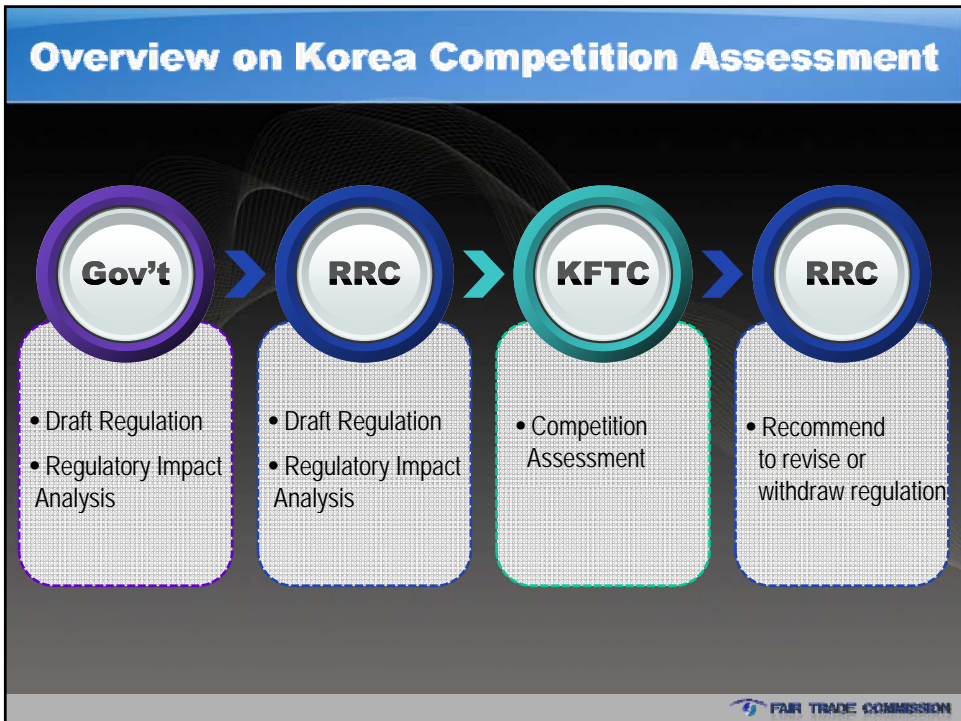 Overview on Korea Competition Assessment
Gov't
RRC
KFTC
RRC
• Draft Regulation
• Regulatory Impact
Analysis
• Draft Regulation
• Regulatory Impact
Analysis
• Competition
Assessment
• Recommend
to revise or
withdraw regulation
FAIR TRADE COMMISSION